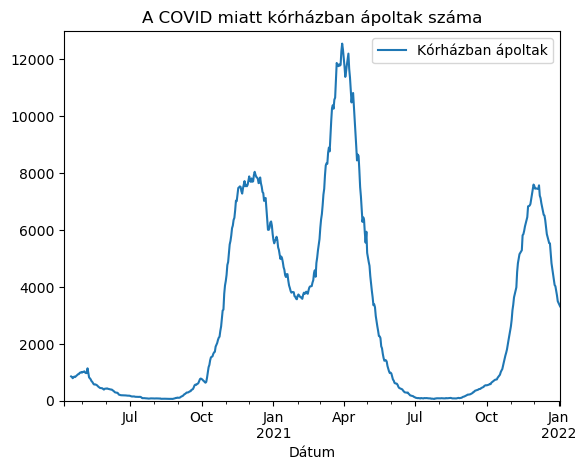 A COVID miatt kórházban ápoltak száma
Kórházban ápoltak
12000
10000
8000
6000
4000
2000
0
Jul Oct Jan Apr Jul Oct Jan
2021 2022
Dátum